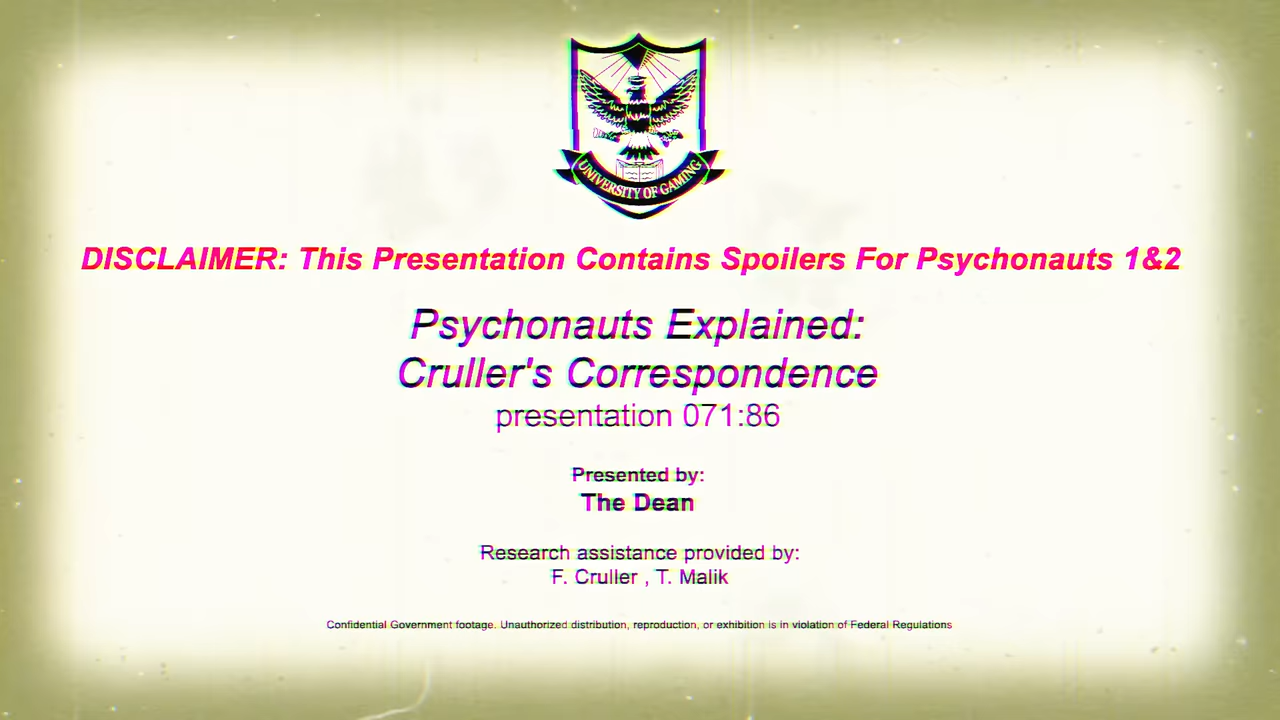 UNIVERSITY OF GAMING
DISCLAIMER: This Presentation Contains Spoilers For Psychonauts 1&2
Psychonauts Explained:
Cruller's Correspondence
presentation 071:86
Presented by:
The Dean
Research assistance provided by:
F. Cruller , T. Malik
Confidential Government footage. Unauthorized distribution, reproduction, or exhibition is in violation of Federal Regulations